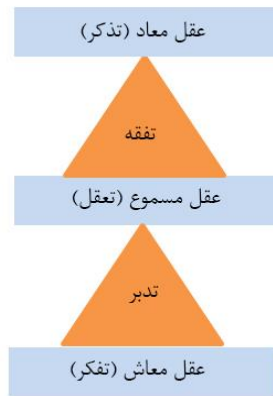 عقل معاد (تذکر)
تفقه
عقل مسموع (تعقل)
تدبر
عقل معاش (تفکر)